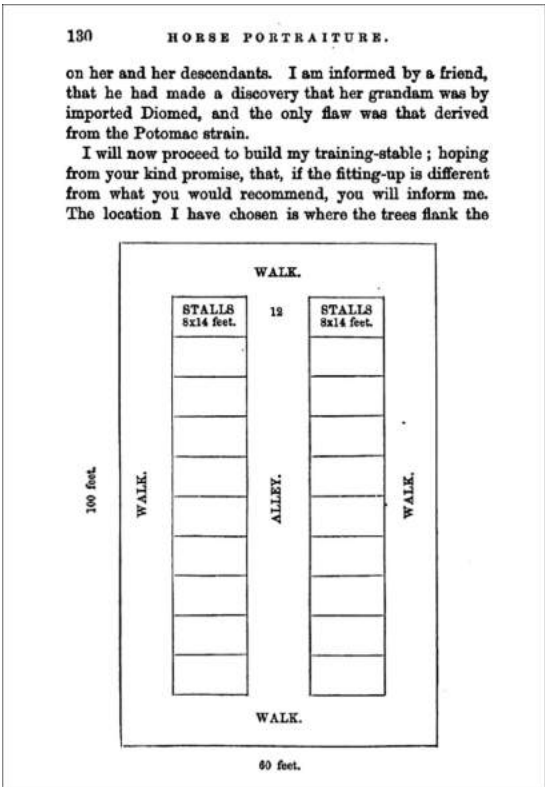 130 HORSE PORTRAITURE.
on her and her descendants. I am informed by a friend,
that he had made a discovery that her grandam was by
imported Diomed, and the only flaw was that derived
from the Potomac strain.
I will now proceed to build my training-stable ; hoping
from your kind promise, that, if the fitting-up is different
from what you would recommend, you will inform me.
The location I have chosen is where the trees flank the
WALK.
STALLS
8x14 feet.
12
STALLS
8x14 feet.
100 feet.
WALK.
ALLEY.
WALK.
WALK.
60 feet.